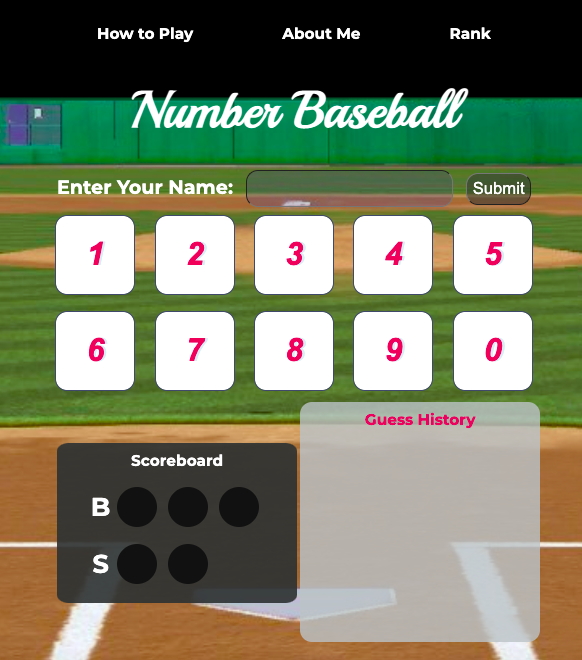 How to Play About Me Rank
Number Baseball
Enter Your Name: Submit
1 2 3 4 5
6 7 8 9 0
Guess History
Scoreboard
B
S